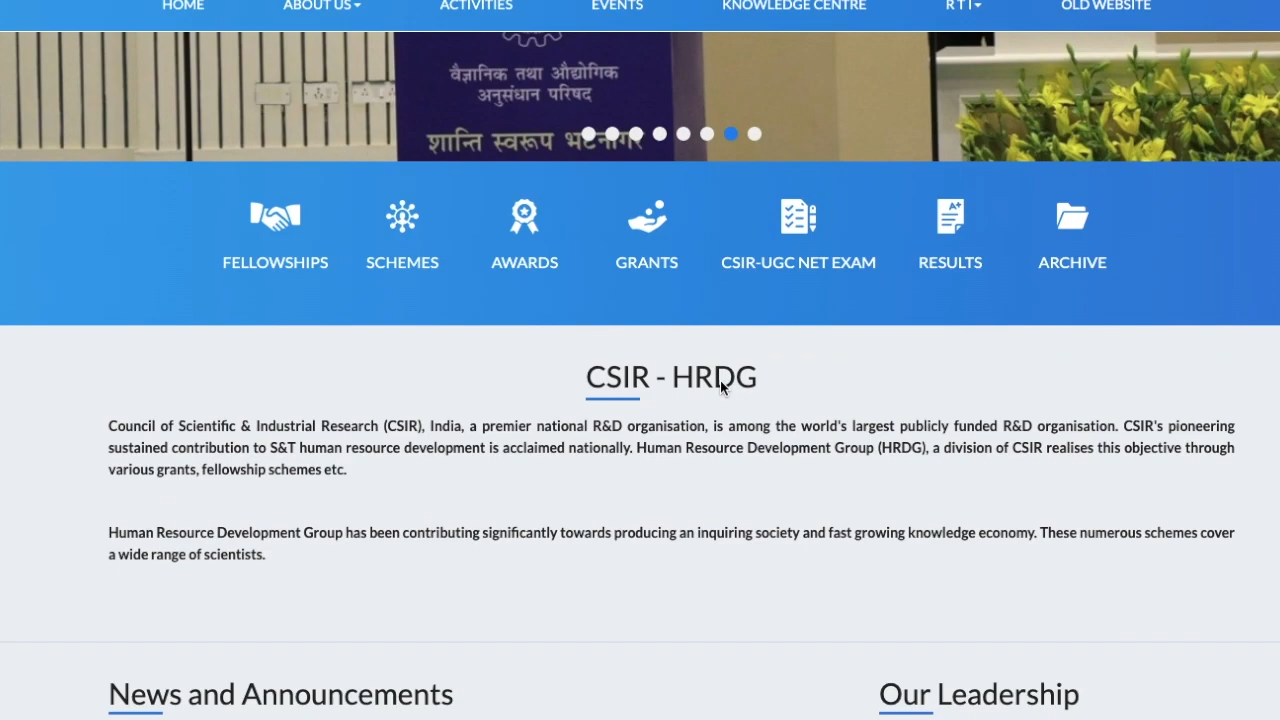 HOME ABOUT US ACTIVITIES EVENTS KNOWLEDGE CENTRE R T I OLD WEBSITE
वैज्ञानिक तथा औद्योगिक
अनुसंधान परिषद
शान्ति स्वरूप भटनागर
FELLOWSHIPS SCHEMES AWARDS GRANTS CSIR-UGC NET EXAM RESULTS ARCHIVE
CSIR - HRDG
Council of Scientific & Industrial Research (CSIR), India, a premier national R&D organisation, is among the world's largest publicly funded R&D organisation. CSIR's pioneering
sustained contribution to S&T human resource development is acclaimed nationally. Human Resource Development Group (HRDG), a division of CSIR realises this objective through
various grants, fellowship schemes etc.
Human Resource Development Group has been contributing significantly towards producing an inquiring society and fast growing knowledge economy. These numerous schemes cover
a wide range of scientists.
News and Announcements Our Leadership